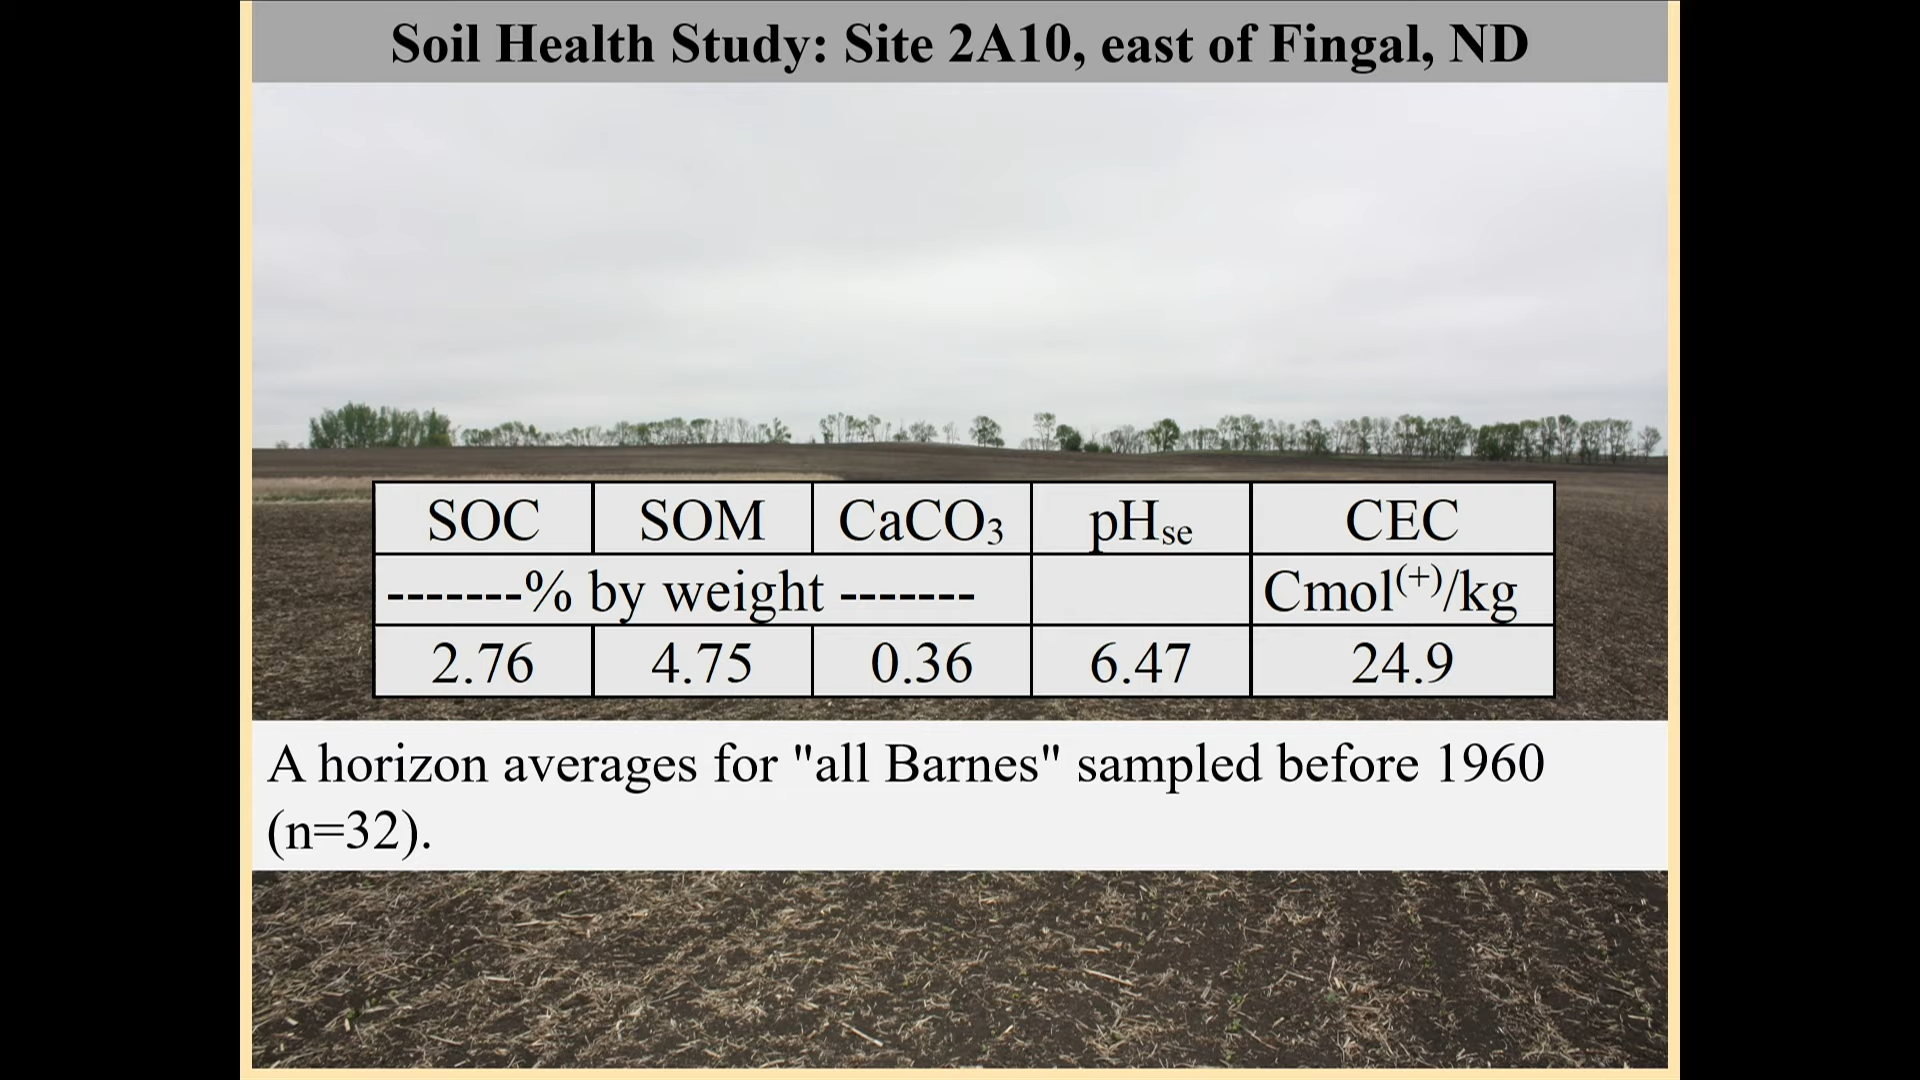 Soil Health Study: Site 2A10, east of Fingal, ND
SOC SOM CaCO₃ pHse CEC
-------% by weight ------- Cmol⁽⁺⁾/kg
2.76 4.75 0.36 6.47 24.9
A horizon averages for "all Barnes" sampled before 1960
(n=32).